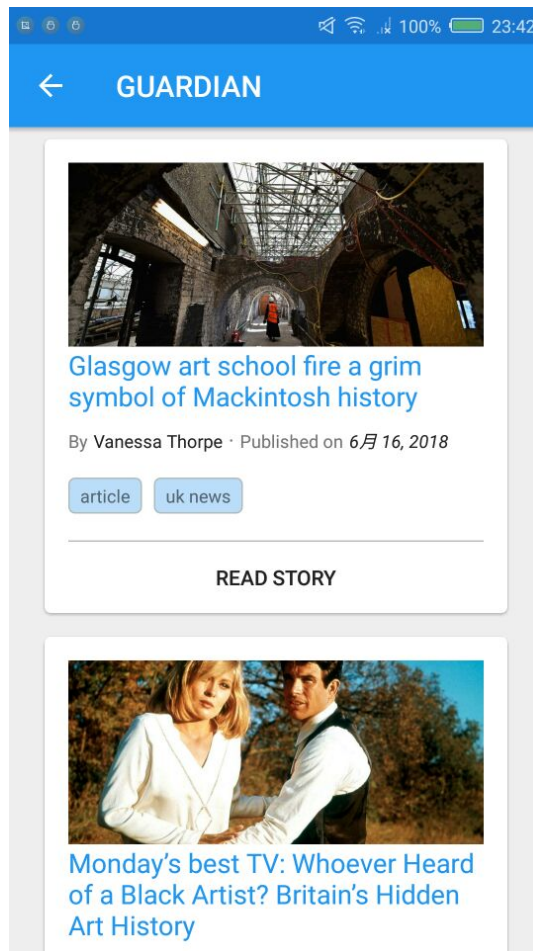 100% 23:42
GUARDIAN
Glasgow art school fire a grim
symbol of Mackintosh history
By Vanessa Thorpe · Published on 6月 16, 2018
article uk news
READ STORY
Monday’s best TV: Whoever Heard
of a Black Artist? Britain’s Hidden
Art History